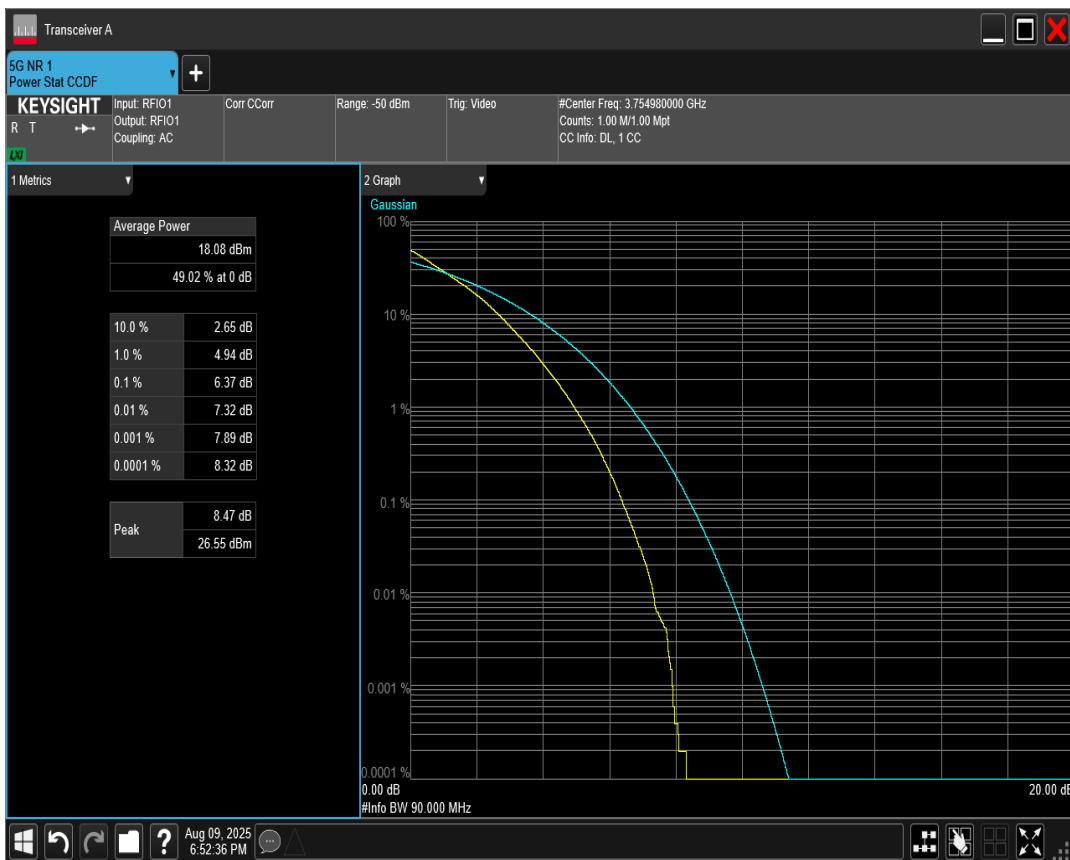 Transceiver A
5G NR 1
Power Stat CCDF
KEYSIGHT
R T
LXI
Input: RFIO1
Output: RFIO1
Coupling: AC
Corr CCorr
Range: -50 dBm
Trig: Video
#Center Freq: 3.754980000 GHz
Counts: 1.00 M/1.00 Mpt
CC Info: DL, 1 CC
1 Metrics
Average Power
18.08 dBm
49.02 % at 0 dB
10.0 % 2.65 dB
1.0 % 4.94 dB
0.1 % 6.37 dB
0.01 % 7.32 dB
0.001 % 7.89 dB
0.0001 % 8.32 dB
Peak
8.47 dB
26.55 dBm
2 Graph
Gaussian
100 %
10 %
1 %
0.1 %
0.01 %
0.001 %
0.0001 %
0.00 dB 20.00 dB
#Info BW 90.000 MHz
Aug 09, 2025
6:52:36 PM